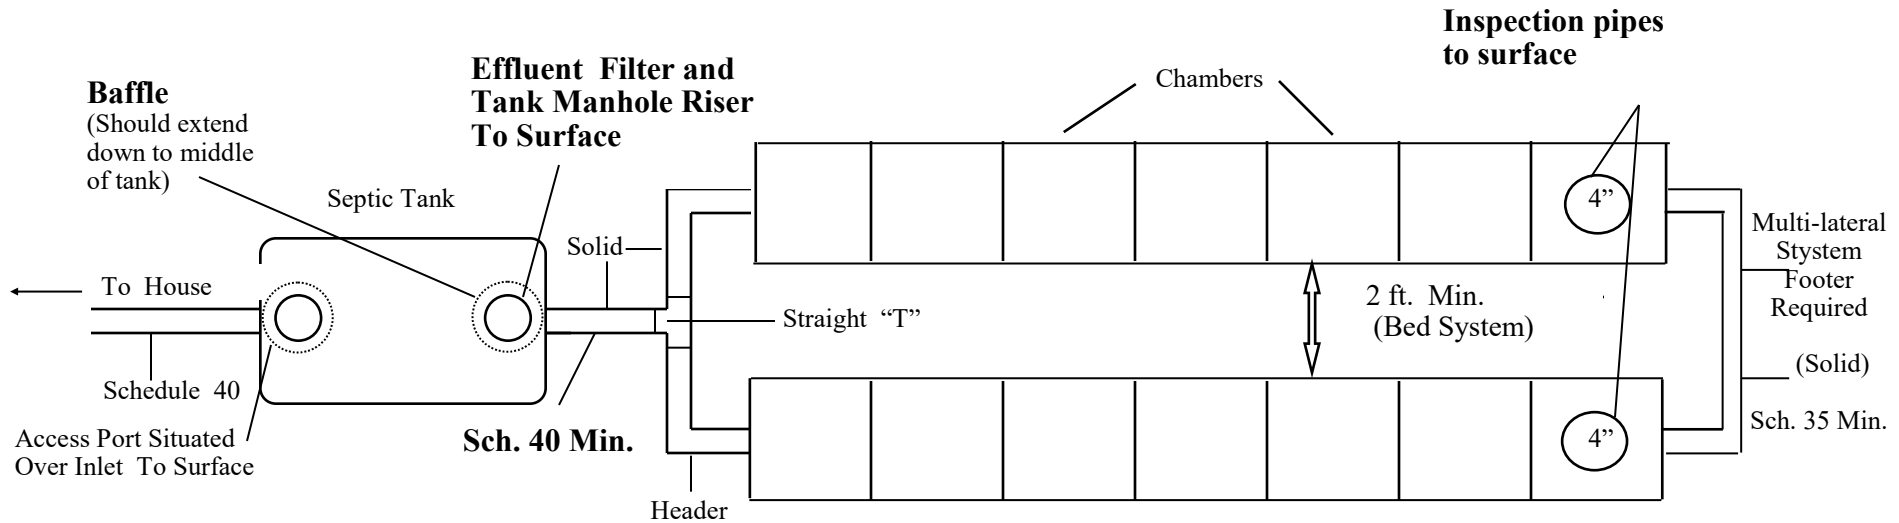 Inspection pipes
to surface
Effluent Filter and
Tank Manhole Riser
To Surface
Chambers
Baffle
(Should extend
down to middle
of tank)
Septic Tank
4”
Solid
Multi-lateral
Stystem
Footer
Required
To House
2 ft. Min.
(Bed System)
Straight “T”
(Solid)
Schedule 40
Sch. 35 Min.
Access Port Situated
Over Inlet To Surface
Sch. 40 Min.
4”
Header